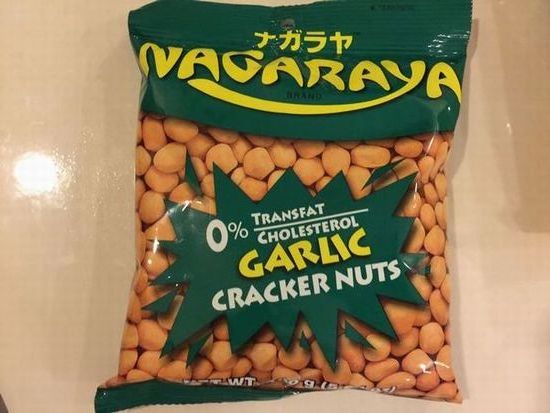 ナガラヤ
NAGARAYA
BRAND
0% TRANSFAT
CHOLESTEROL
GARLIC
CRACKER NUTS
NET WT.